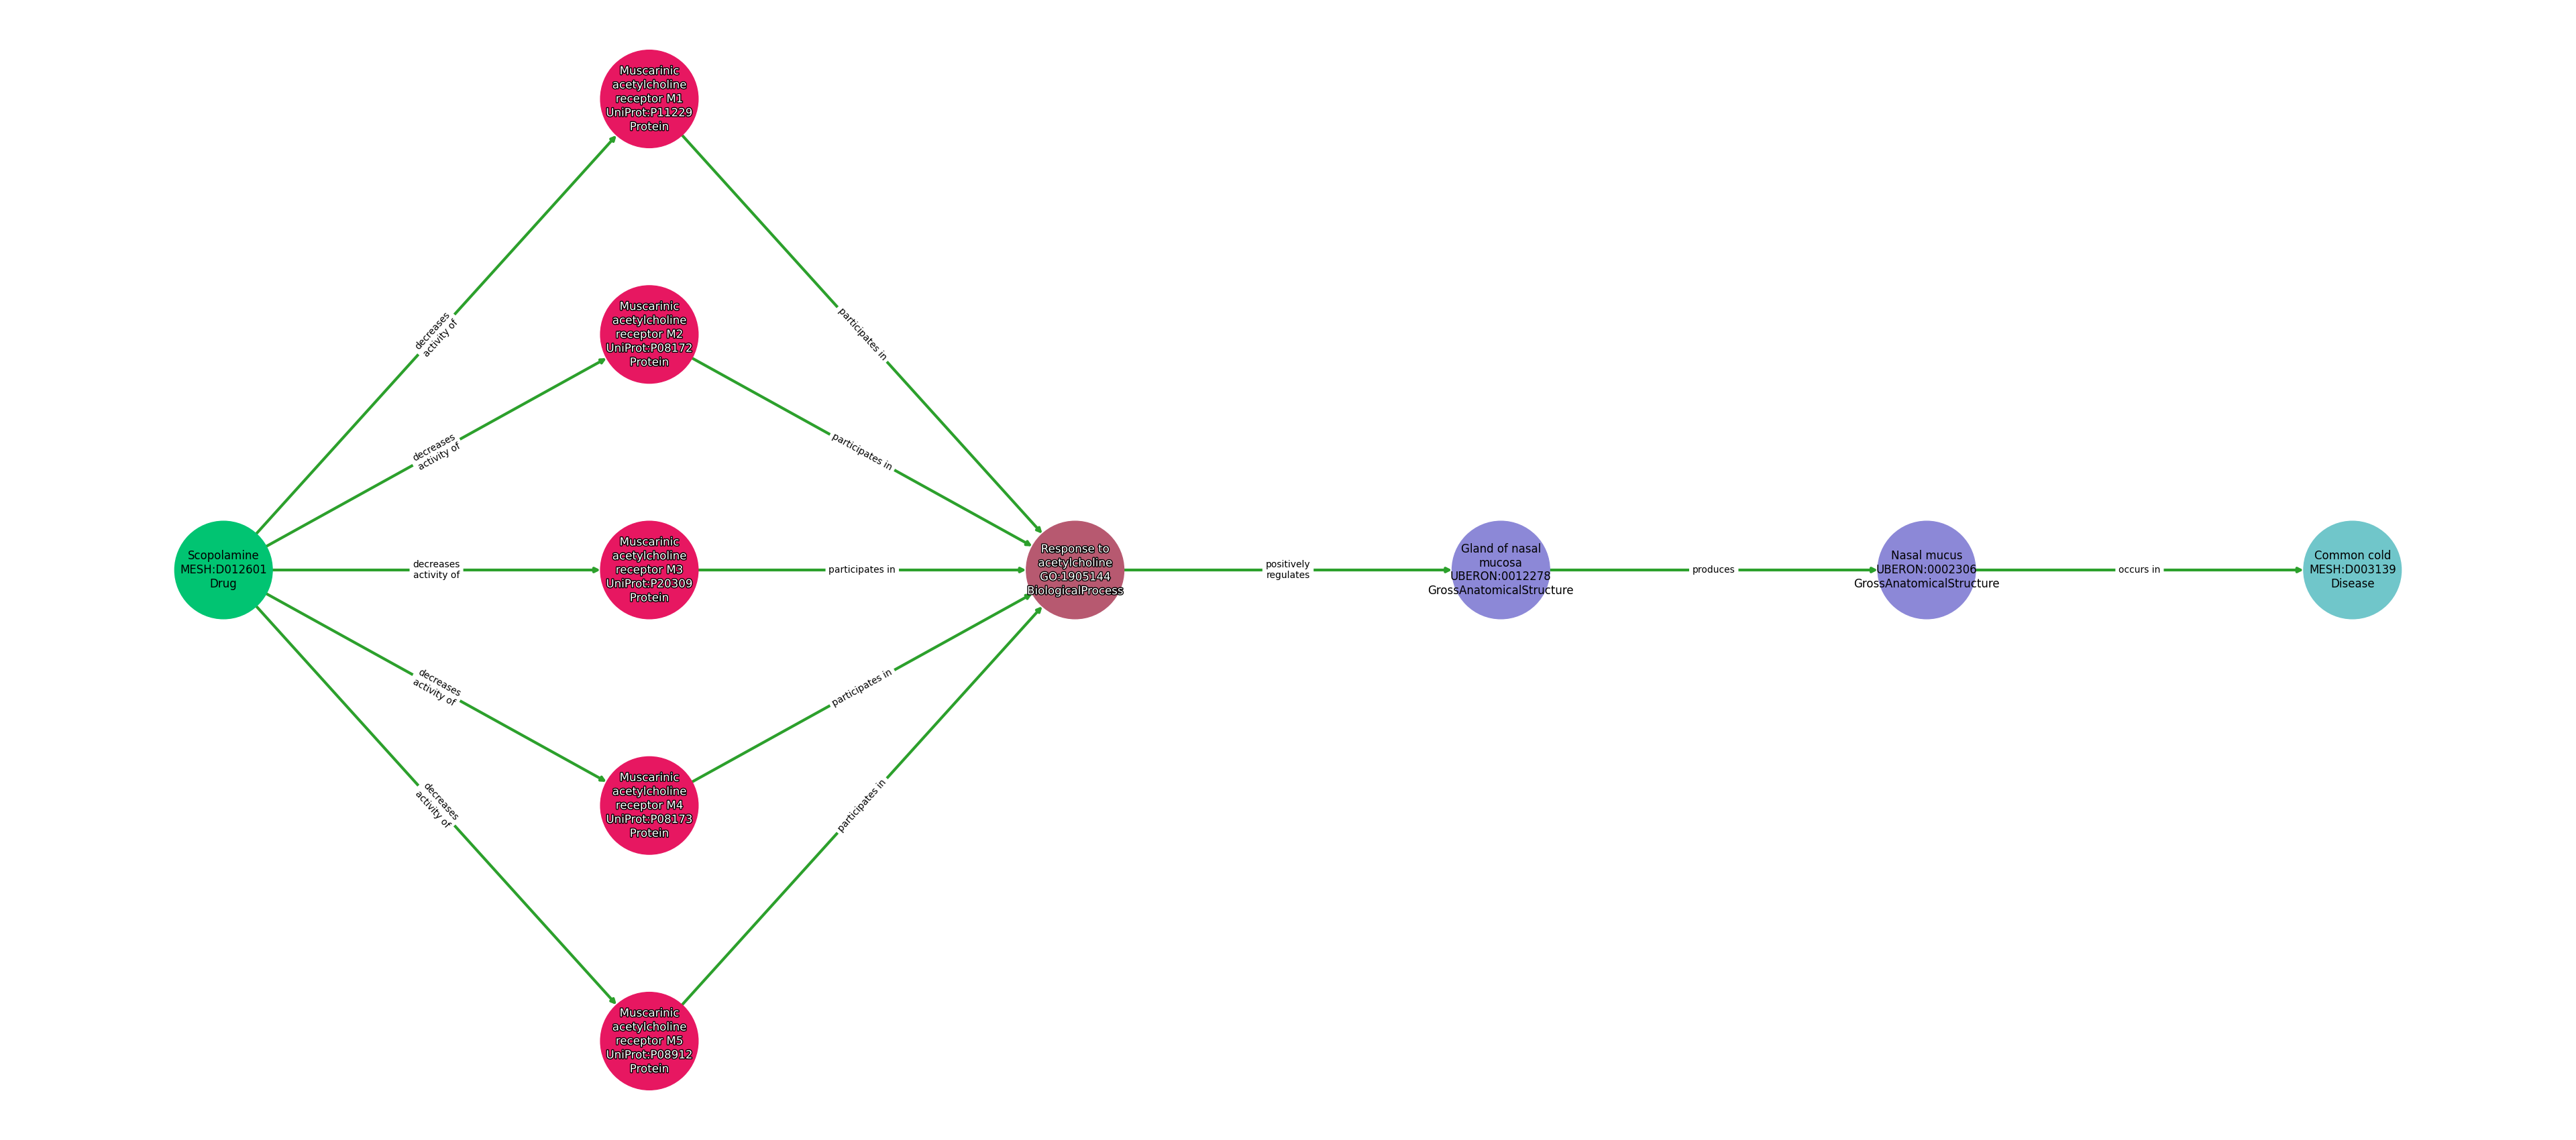 Muscarinic
acetylcholine
receptor M1
UniProt:P11229
Protein
Muscarinic
acetylcholine
receptor M2
UniProt:P08172
Protein
decreases
activity of
participates in
decreases
activity of
participates in
Scopolamine
MESH:D012601
Drug
decreases
activity of
Muscarinic
acetylcholine
receptor M3
UniProt:P20309
Protein
participates in
Response to
acetylcholine
GO:1905144
BiologicalProcess
positively
regulates
Gland of nasal
mucosa
UBERON:0012278
GrossAnatomicalStructure
produces
Nasal mucus
UBERON:0002306
GrossAnatomicalStructure
occurs in
Common cold
MESH:D003139
Disease
decreases
activity of
participates in
decreases
activity of
participates in
Muscarinic
acetylcholine
receptor M4
UniProt:P08173
Protein
Muscarinic
acetylcholine
receptor M5
UniProt:P08912
Protein